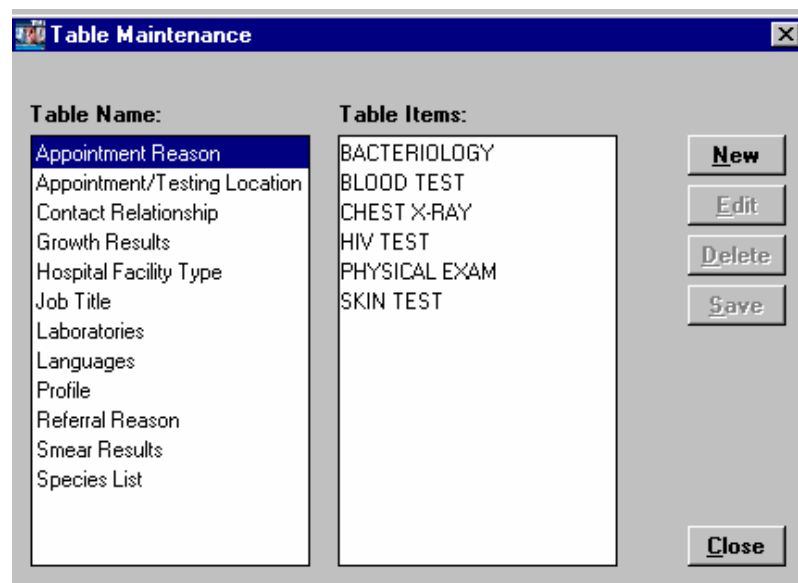 Table Maintenance
Table Name:
Appointment Reason
Appointment/Testing Location
Contact Relationship
Growth Results
Hospital Facility Type
Job Title
Laboratories
Languages
Profile
Referral Reason
Smear Results
Species List
Table Items:
BACTERIOLOGY
BLOOD TEST
CHEST X-RAY
HIV TEST
PHYSICAL EXAM
SKIN TEST
New
Edit
Delete
Save
Close